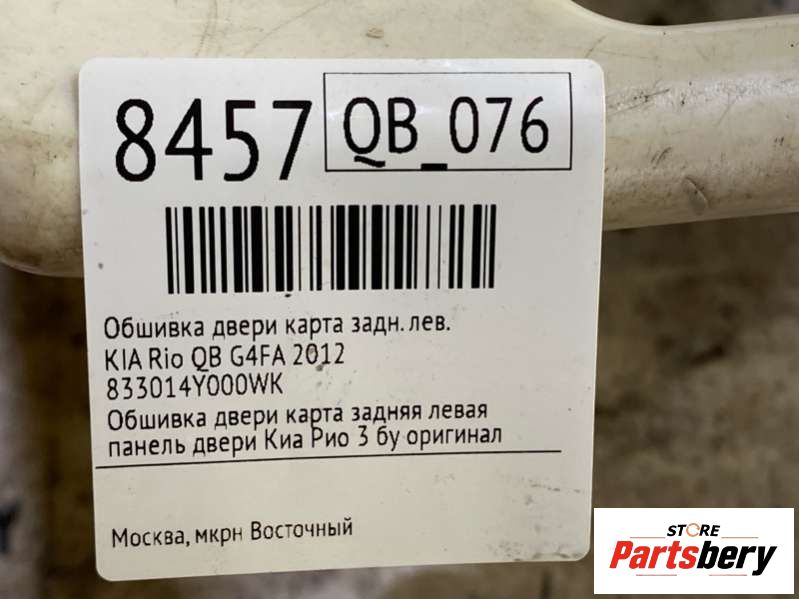 8457 QB_076
Обшивка двери карта задн. лев.
KIA Rio QB G4FA 2012
833014Y000WK
Обшивка двери карта задняя левая
панель двери Киа Рио 3 бу оригинал
Москва, мкрн Восточный
STORE
Partsbery